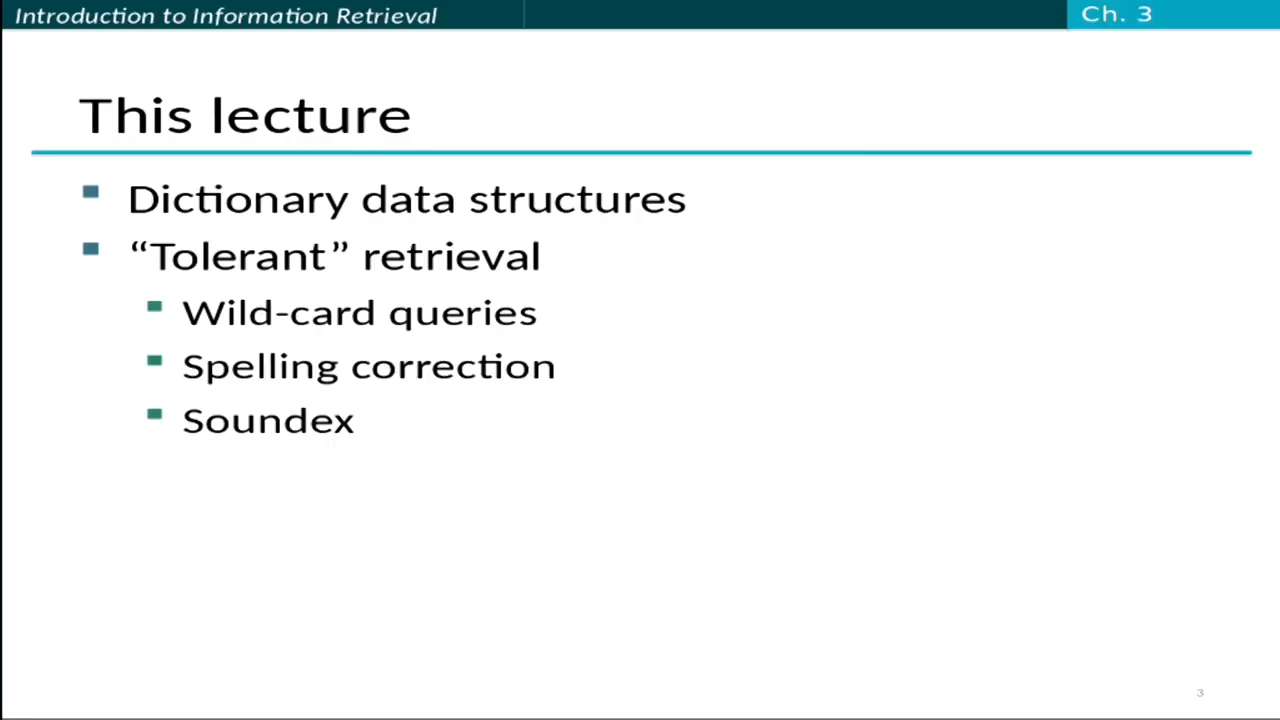 Introduction to Information Retrieval
Ch. 3
This lecture
Dictionary data structures
“Tolerant” retrieval
Wild-card queries
Spelling correction
Soundex
3